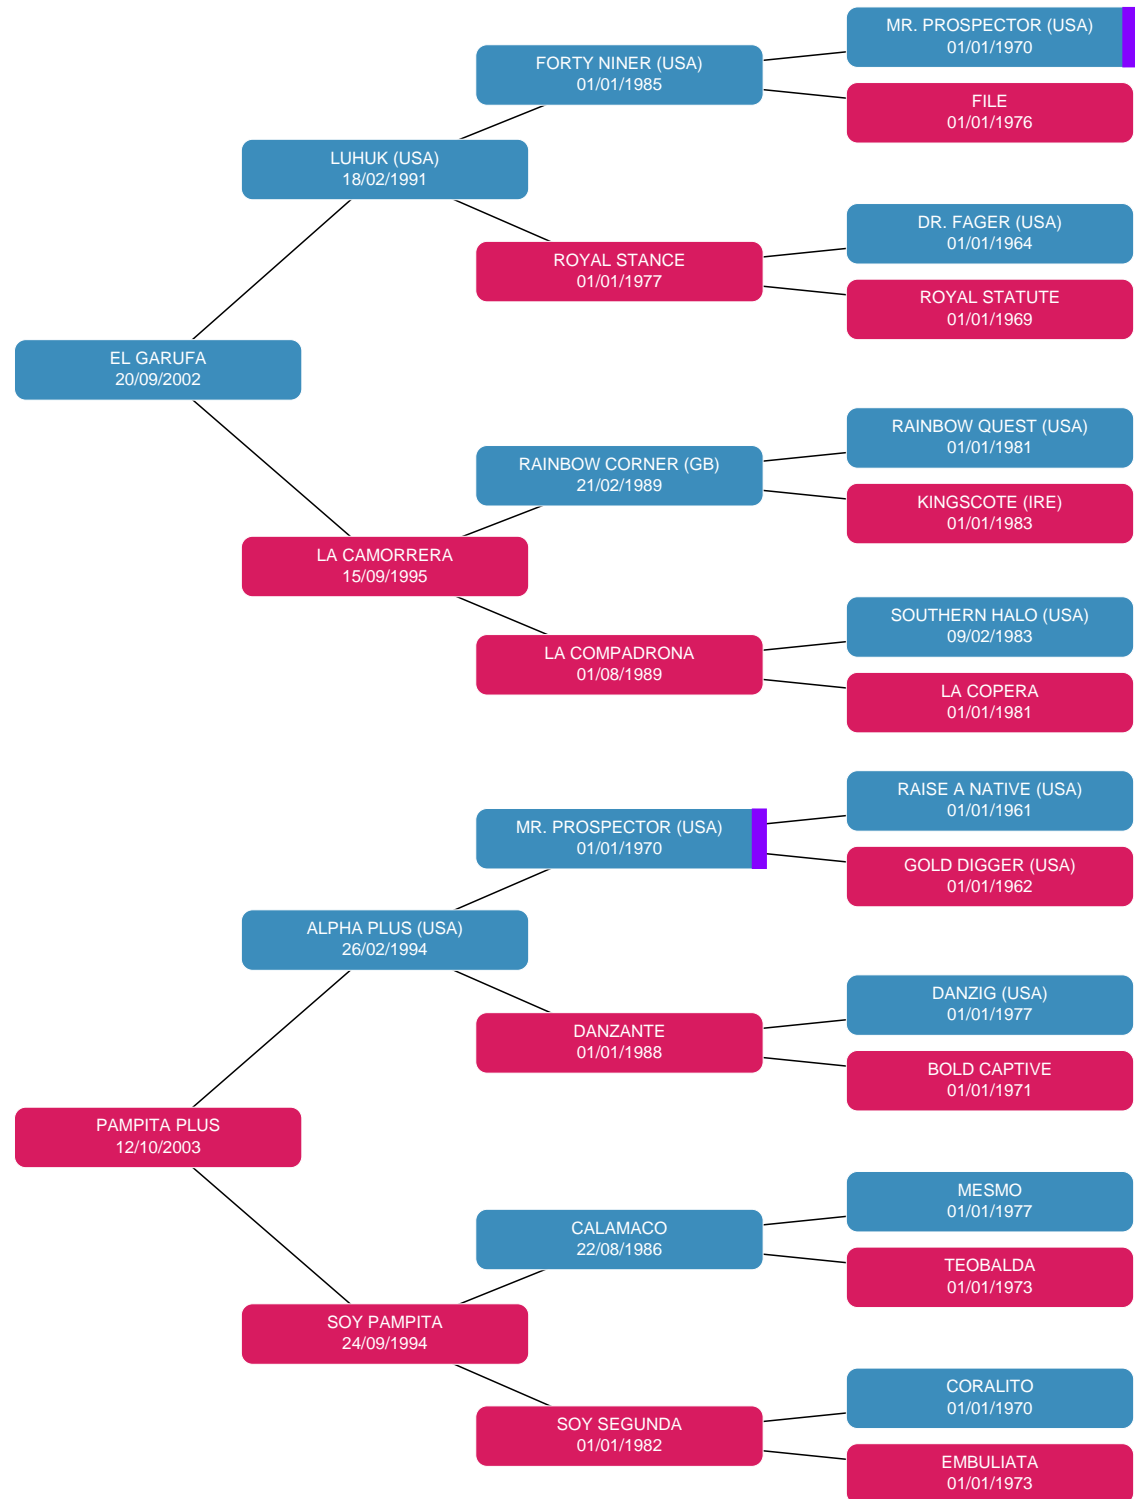 MR. PROSPECTOR (USA)
01/01/1970
FORTY NINER (USA)
01/01/1985
FILE
01/01/1976
LUHUK (USA)
18/02/1991
DR. FAGER (USA)
01/01/1964
ROYAL STANCE
01/01/1977
ROYAL STATUTE
01/01/1969
EL GARUFA
20/09/2002
RAINBOW QUEST (USA)
01/01/1981
RAINBOW CORNER (GB)
21/02/1989
KINGSCOTE (IRE)
01/01/1983
LA CAMORRERA
15/09/1995
SOUTHERN HALO (USA)
09/02/1983
LA COMPADRONA
01/08/1989
LA COPERA
01/01/1981
RAISE A NATIVE (USA)
01/01/1961
MR. PROSPECTOR (USA)
01/01/1970
GOLD DIGGER (USA)
01/01/1962
ALPHA PLUS (USA)
26/02/1994
DANZIG (USA)
01/01/1977
DANZANTE
01/01/1988
BOLD CAPTIVE
01/01/1971
PAMPITA PLUS
12/10/2003
MESMO
01/01/1977
CALAMACO
22/08/1986
TEOBALDA
01/01/1973
SOY PAMPITA
24/09/1994
CORALITO
01/01/1970
SOY SEGUNDA
01/01/1982
EMBULIATA
01/01/1973